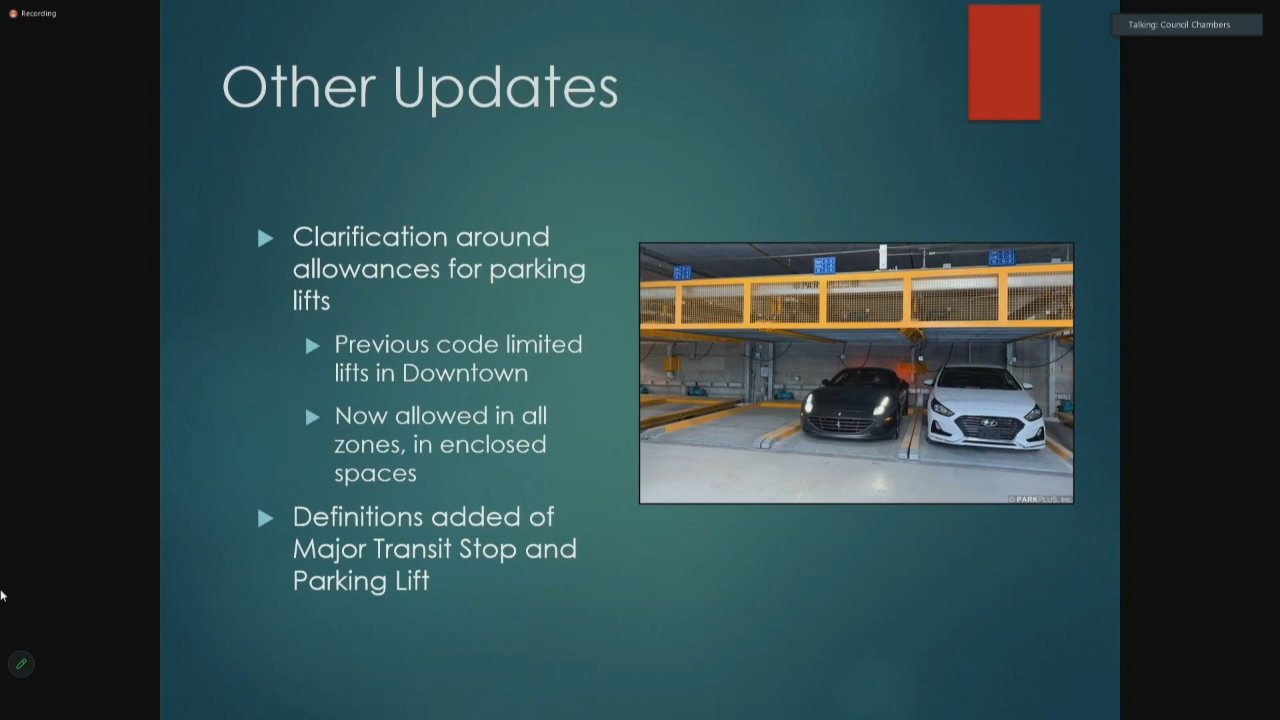 Recording
Talking: Council Chambers
Other Updates
Clarification around
allowances for parking
lifts
Previous code limited
lifts in Downtown
Now allowed in all
zones, in enclosed
spaces
Definitions added of
Major Transit Stop and
Parking Lift
© PARKPLUS, Inc.